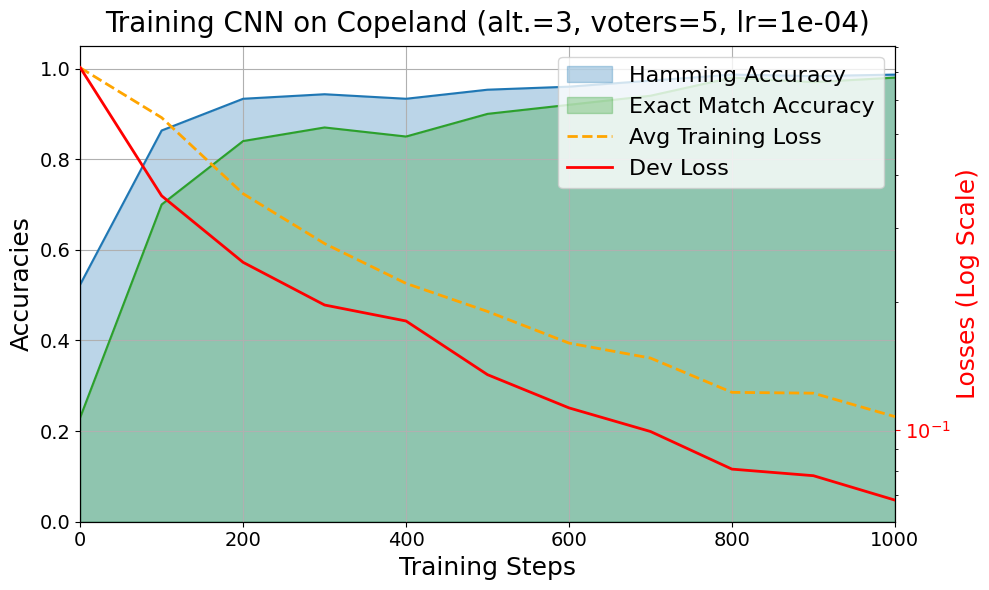 Training CNN on Copeland (alt.=3, voters=5, lr=1e-04)
Hamming Accuracy
Exact Match Accuracy
Avg Training Loss
Dev Loss
Accuracies
1.0
0.8
0.6
0.4
0.2
0.0
0 200 400 600 800 1000
Training Steps
Losses (Log Scale)
10⁻¹